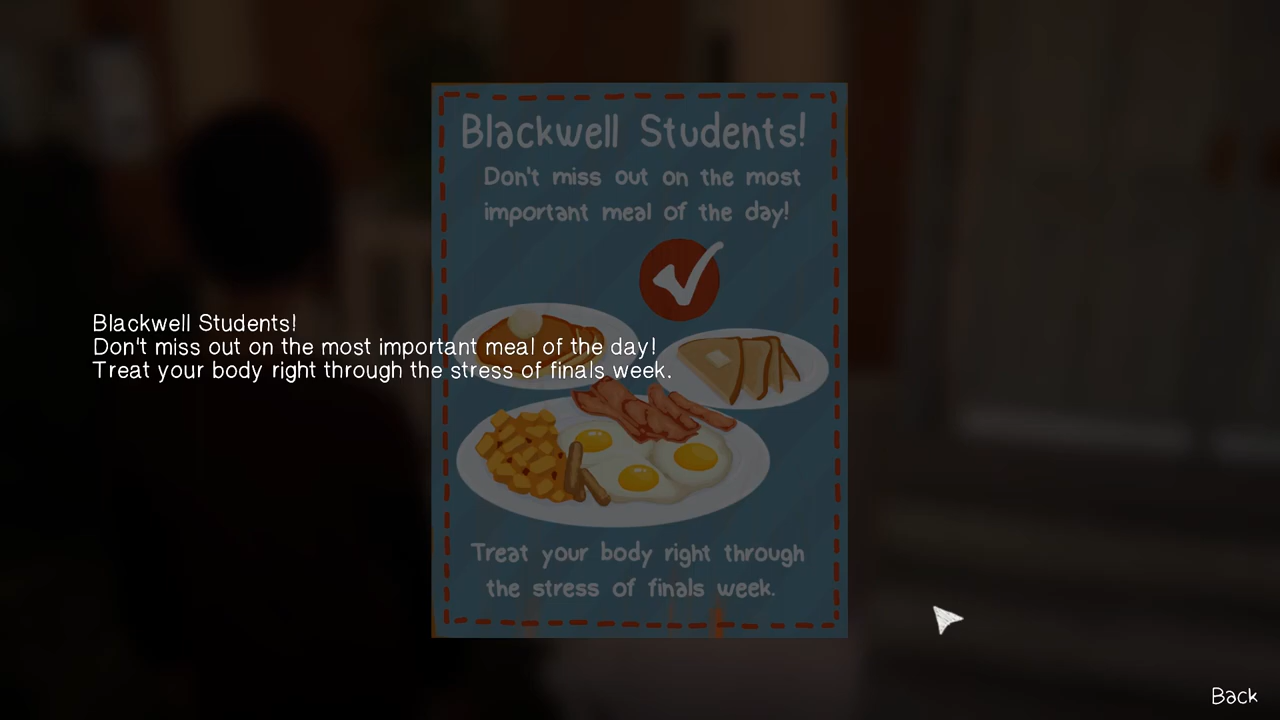 Blackwell Students!
Don't miss out on the most
important meal of the day!
Blackwell Students!
Don't miss out on the most important meal of the day!
Treat your body right through the stress of finals week.
Treat your body right through
the stress of finals week.
Back